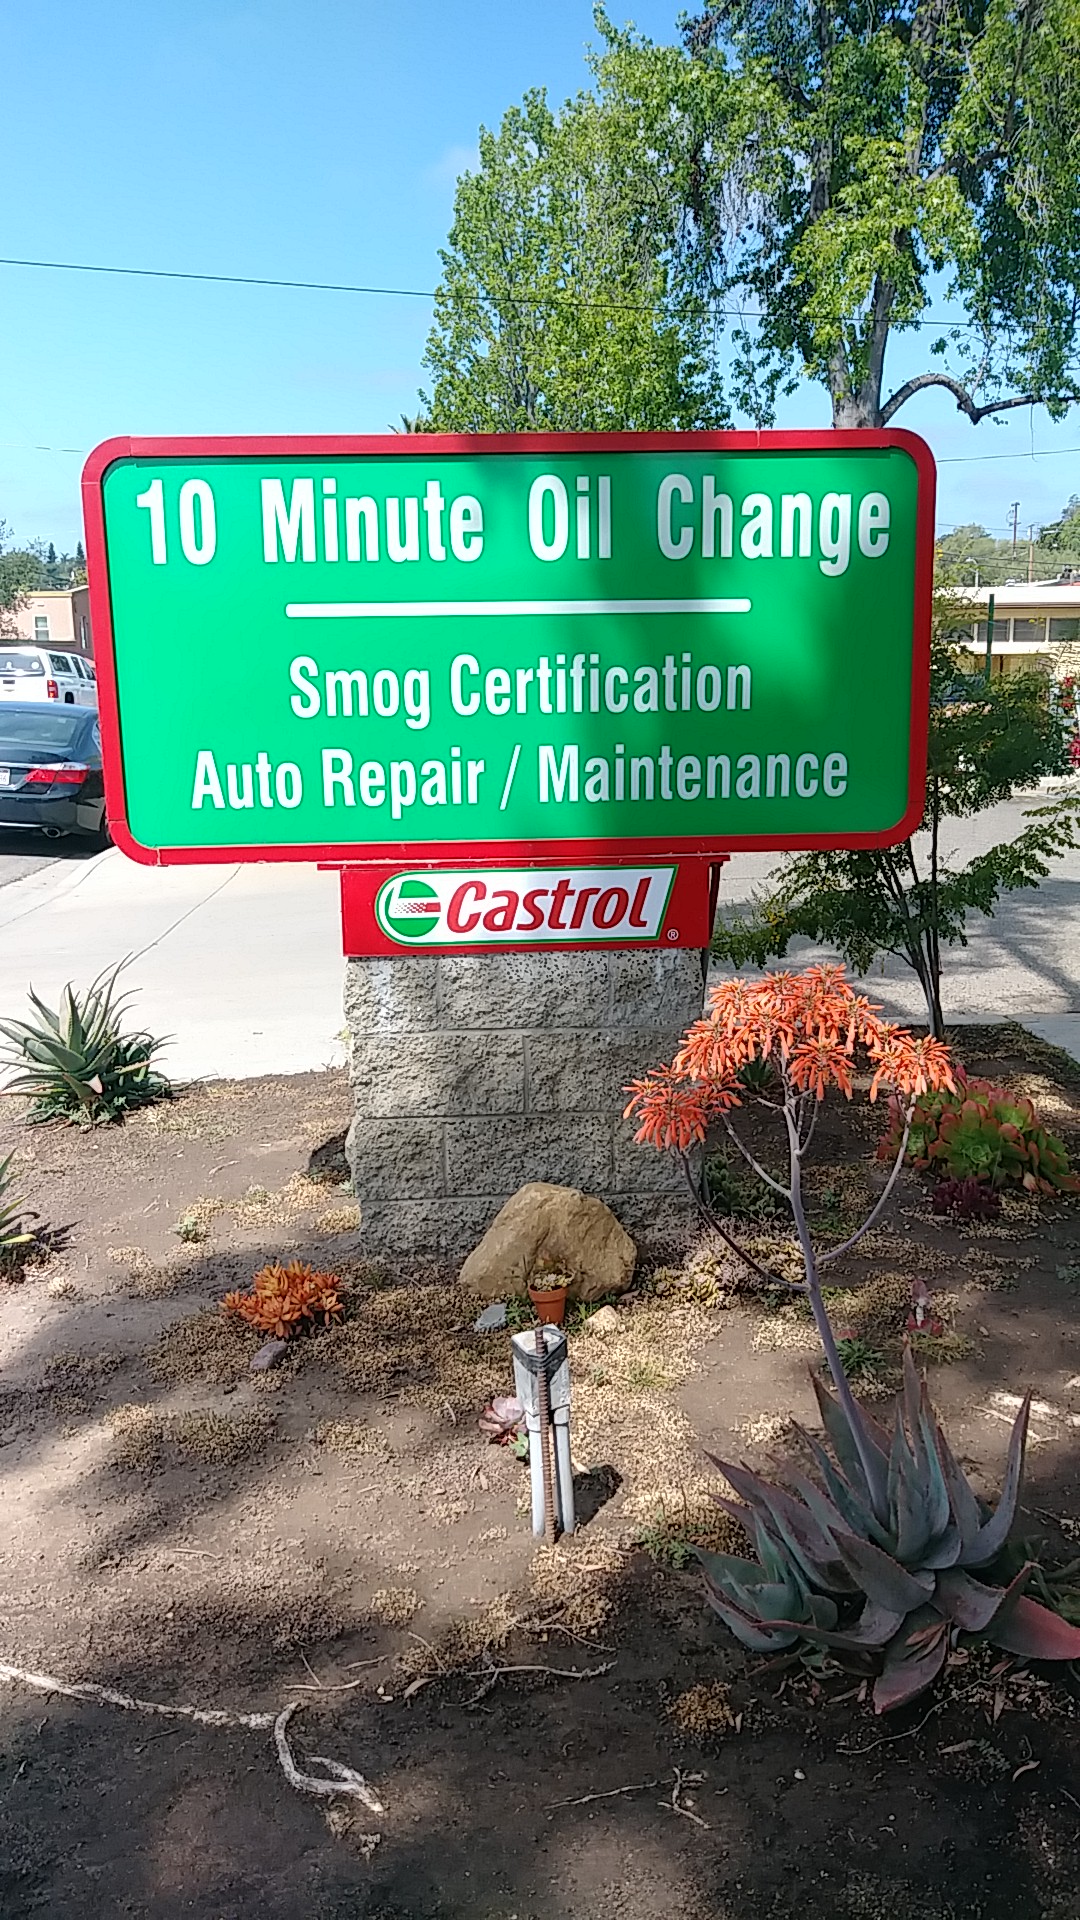 10 Minute Oil Change
Smog Certification
Auto Repair / Maintenance
Castrol®